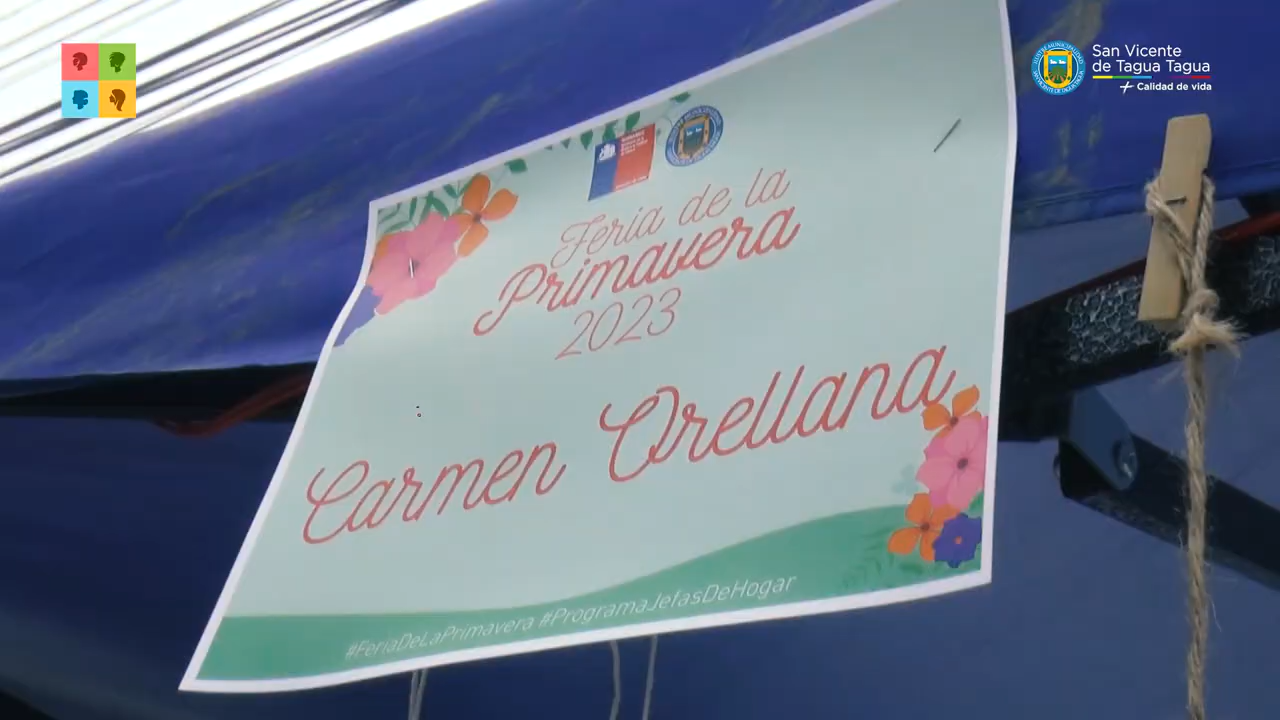 San Vicente
de Tagua Tagua
Calidad de vida
Feria de la
Primavera
2023
Carmen Orellana
#FeriaDeLaPrimavera #ProgramaJefasDeHogar